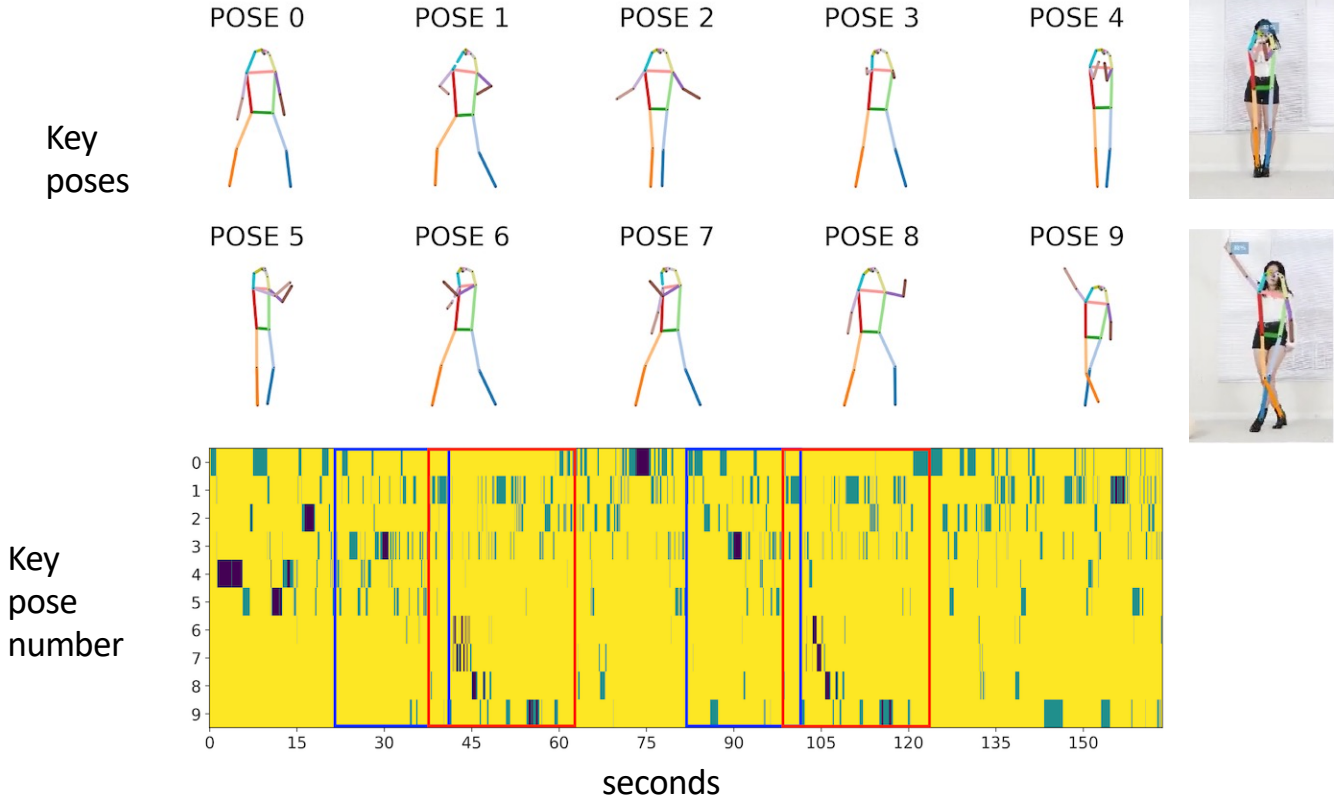 POSE 0 POSE 1 POSE 2 POSE 3 POSE 4
Key
poses
POSE 5 POSE 6 POSE 7 POSE 8 POSE 9
0
1
2
3
4
5
6
7
8
9
Key
pose
number
0 15 30 45 60 75 90 105 120 135 150
seconds